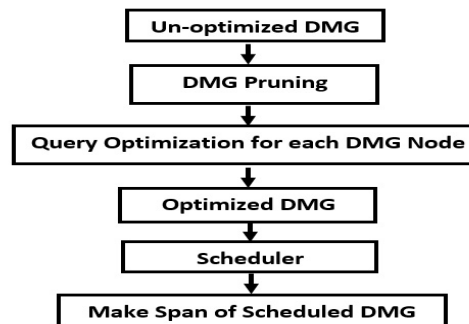 Un-optimized DMG
DMG Pruning
Query Optimization for each DMG Node
Optimized DMG
Scheduler
Make Span of Scheduled DMG